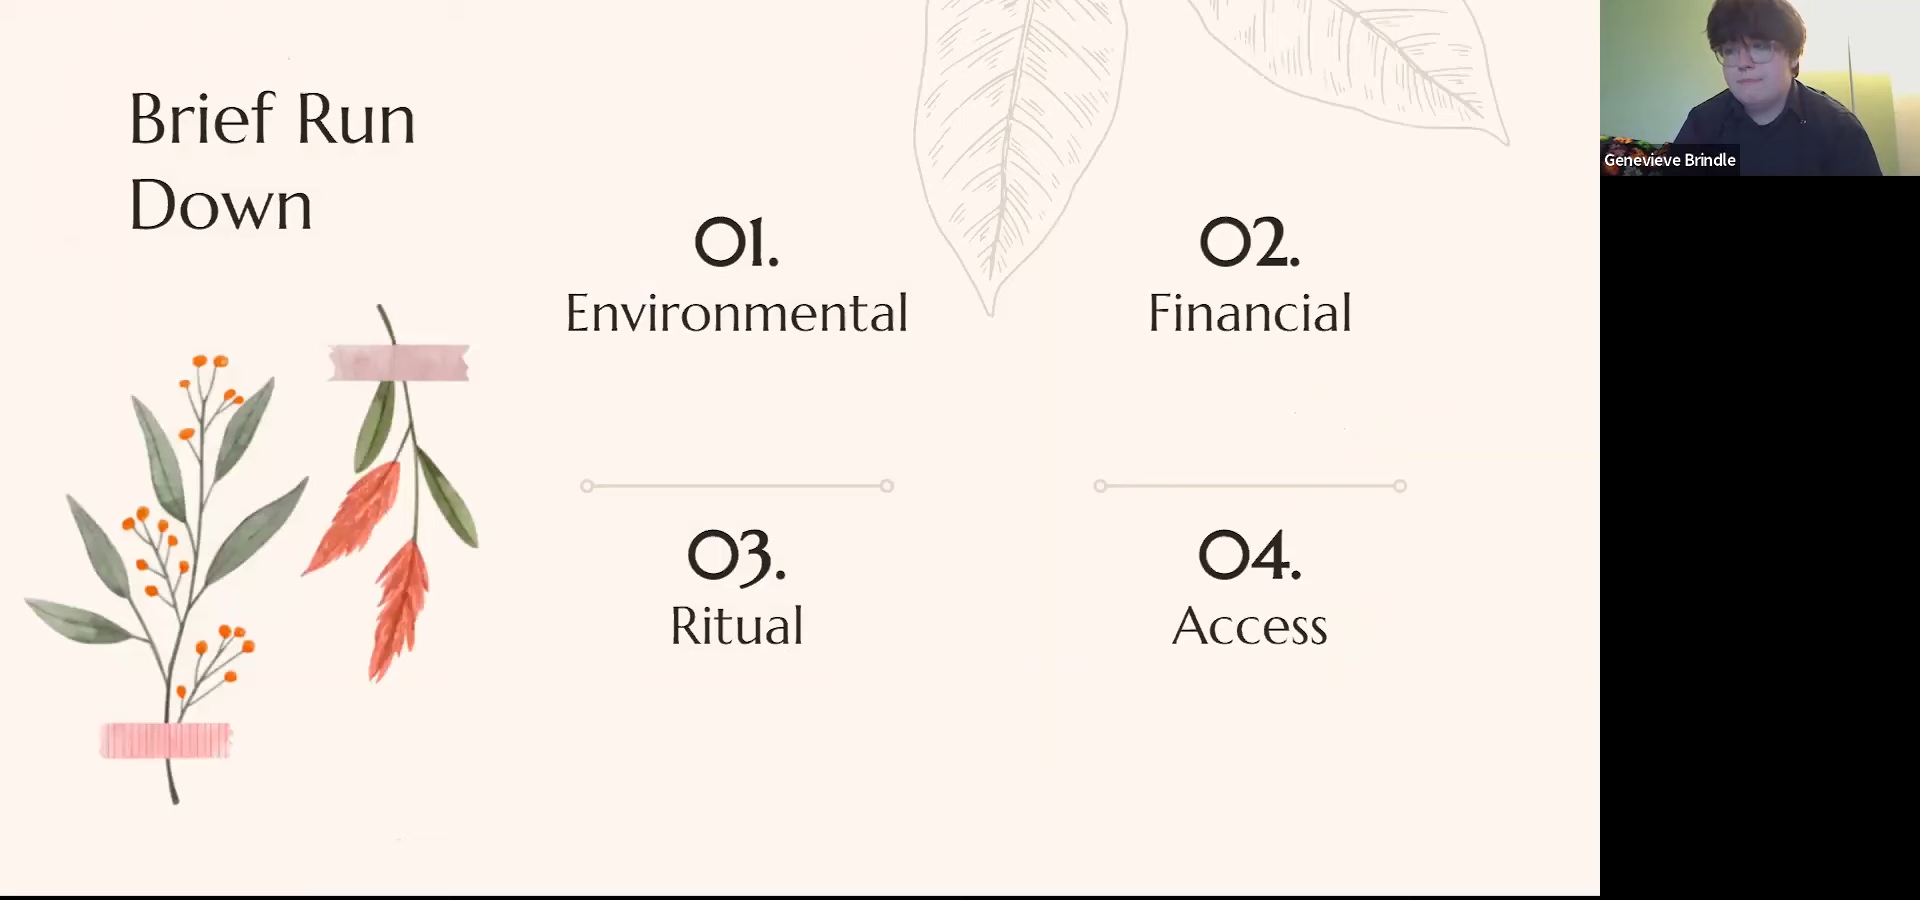 Brief Run
Down
01.
Environmental
02.
Financial
03.
Ritual
04.
Access
Genevieve Brindle